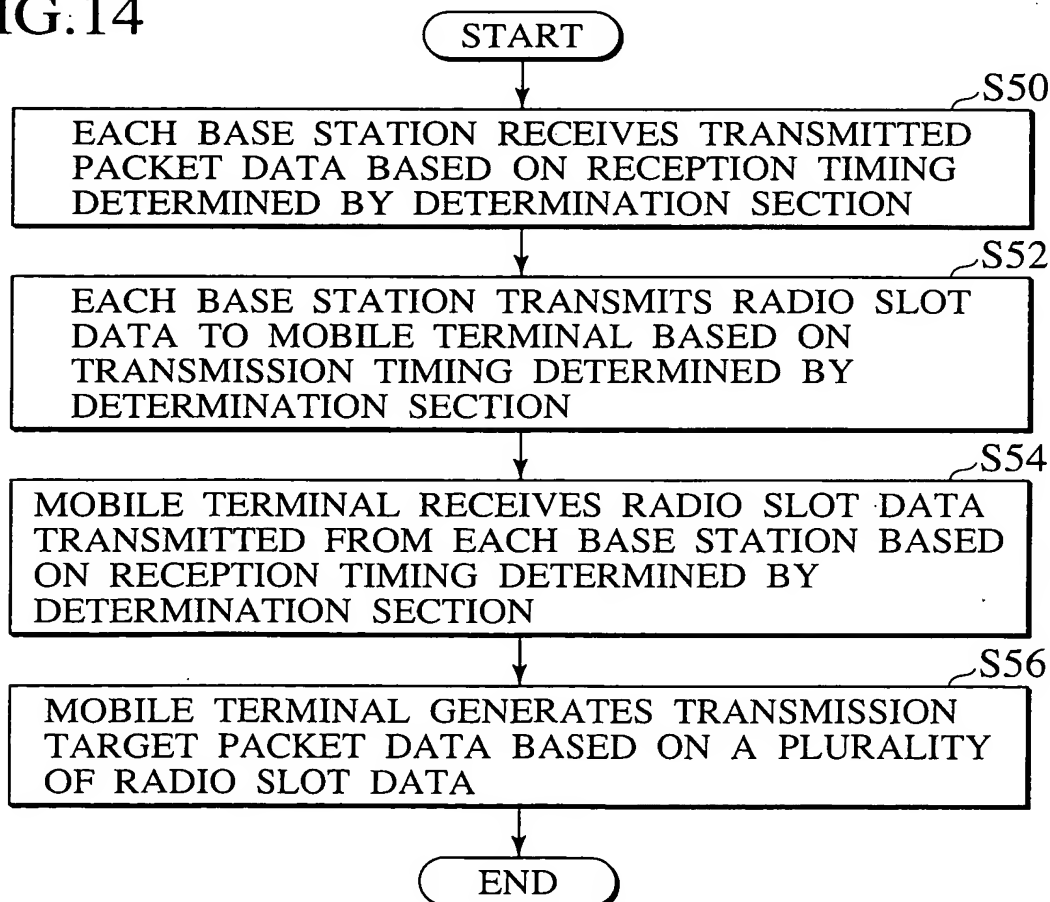 IG.14
START
S50
EACH BASE STATION RECEIVES TRANSMITTED
PACKET DATA BASED ON RECEPTION TIMING
DETERMINED BY DETERMINATION SECTION
S52
EACH BASE STATION TRANSMITS RADIO SLOT
DATA TO MOBILE TERMINAL BASED ON
TRANSMISSION TIMING DETERMINED BY
DETERMINATION SECTION
S54
MOBILE TERMINAL RECEIVES RADIO SLOT DATA
TRANSMITTED FROM EACH BASE STATION BASED
ON RECEPTION TIMING DETERMINED BY
DETERMINATION SECTION
S56
MOBILE TERMINAL GENERATES TRANSMISSION
TARGET PACKET DATA BASED ON A PLURALITY
OF RADIO SLOT DATA
END